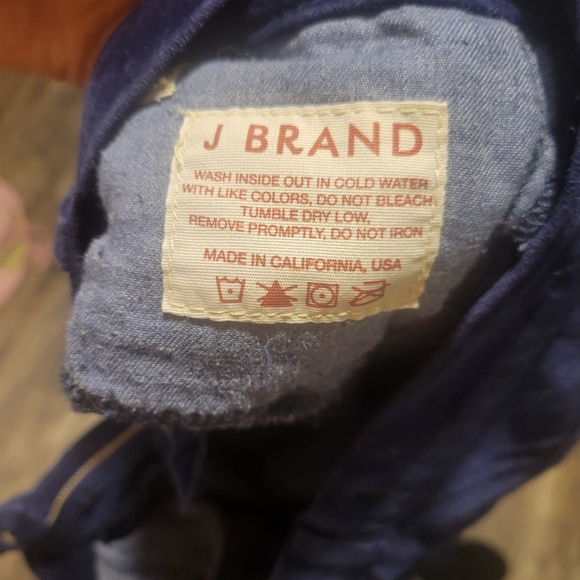 J BRAND
WASH INSIDE OUT IN COLD WATER
WITH LIKE COLORS, DO NOT BLEACH
TUMBLE DRY LOW,
REMOVE PROMPTLY, DO NOT IRON
MADE IN CALIFORNIA, USA